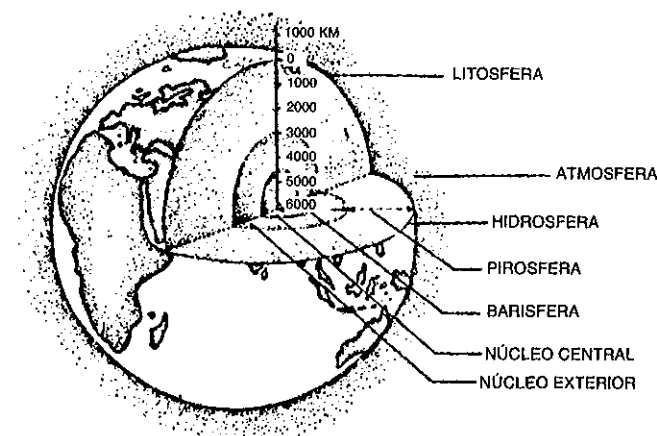 1000 KM
0
1000
2000
3000
4000
5000
6000
LITOSFERA
ATMOSFERA
HIDROSFERA
PIROSFERA
BARISFERA
NÚCLEO CENTRAL
NÚCLEO EXTERIOR